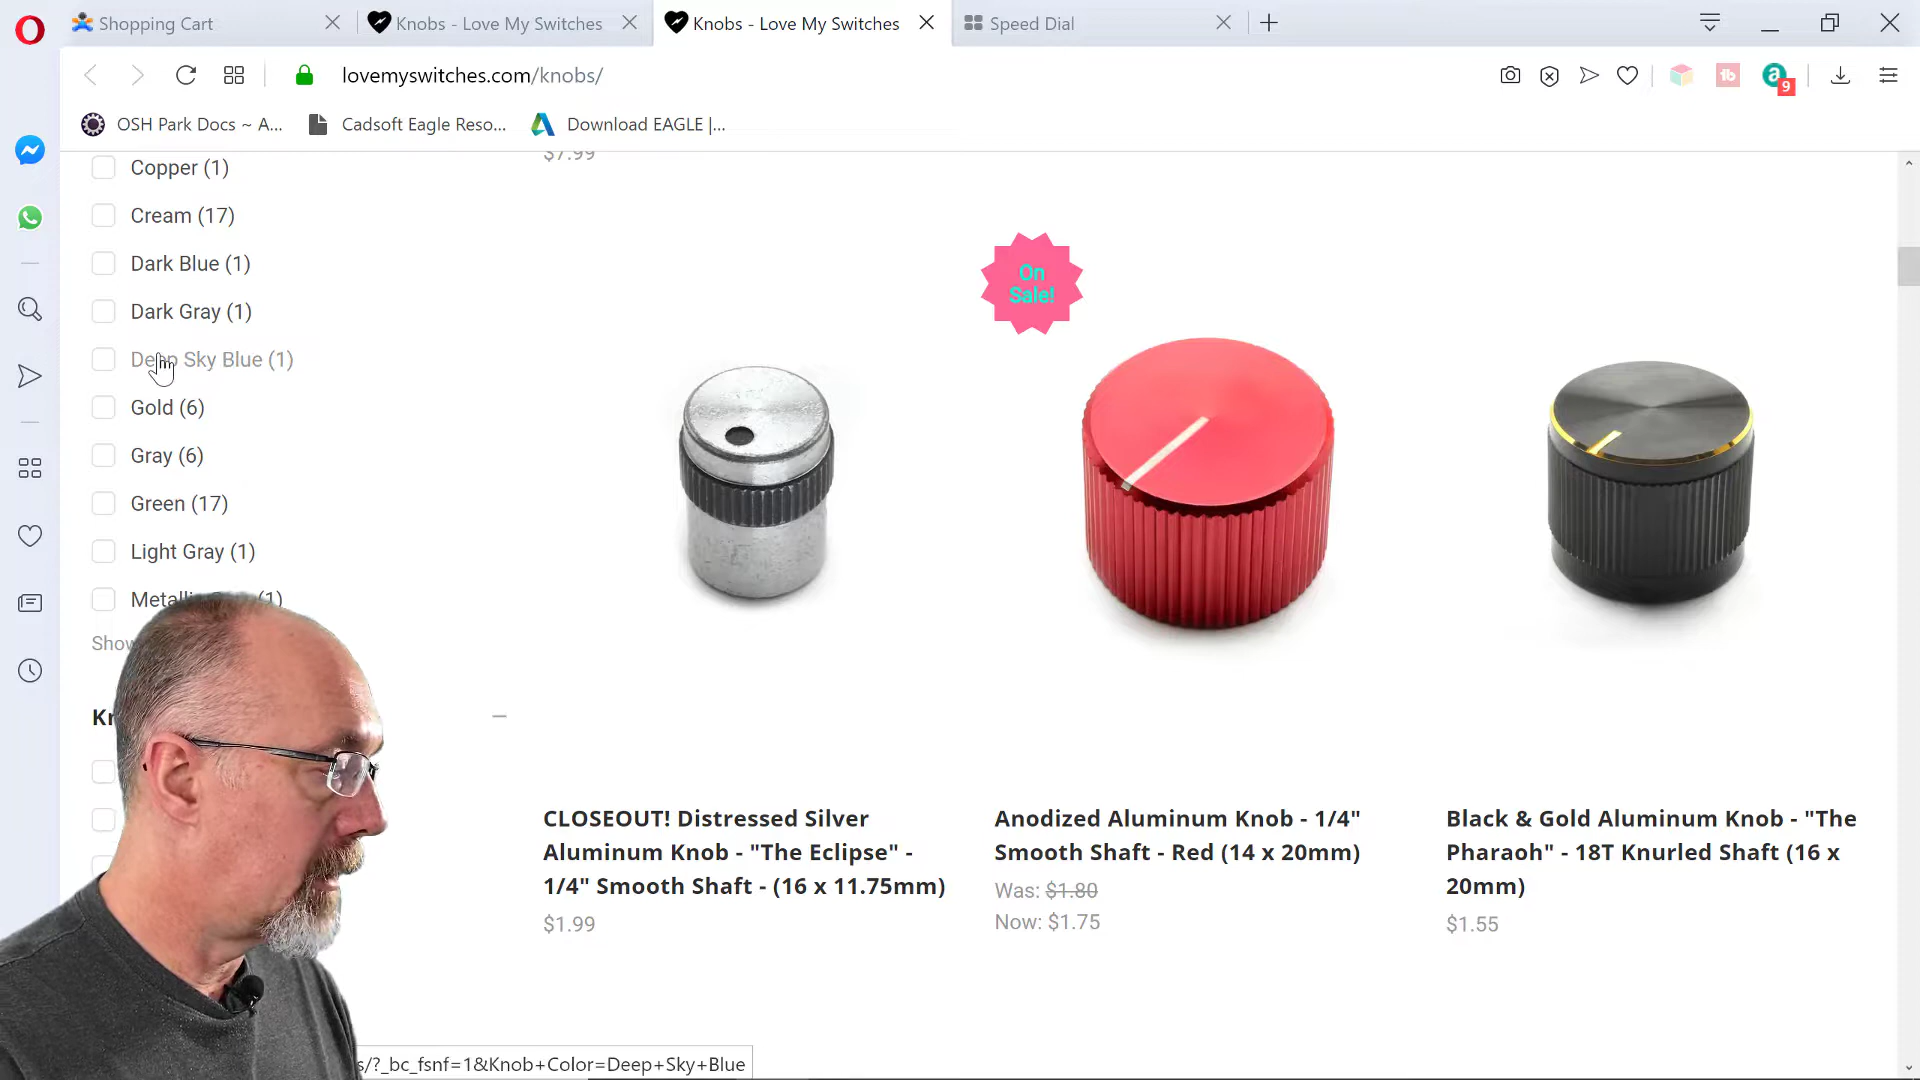 Shopping Cart
Knobs - Love My Switches
Knobs - Love My Switches
Speed Dial
lovemyswitches.com/knobs/
9
OSH Park Docs ~ A...
Cadsoft Eagle Reso...
Download EAGLE |...
Copper (1)
Cream (17)
Dark Blue (1)
Dark Gray (1)
Deep Sky Blue (1)
Gold (6)
Gray (6)
Green (17)
Light Gray (1)
$7.99
On
Sale!
CLOSEOUT! Distressed Silver
Aluminum Knob - "The Eclipse" -
1/4" Smooth Shaft - (16 x 11.75mm)
$1.99
Anodized Aluminum Knob - 1/4"
Smooth Shaft - Red (14 x 20mm)
Was: $1.80
Now: $1.75
Black & Gold Aluminum Knob - "The
Pharaoh" - 18T Knurled Shaft (16 x
20mm)
$1.55
s/?_bc_fsnf=1&Knob+Color=Deep+Sky+Blue